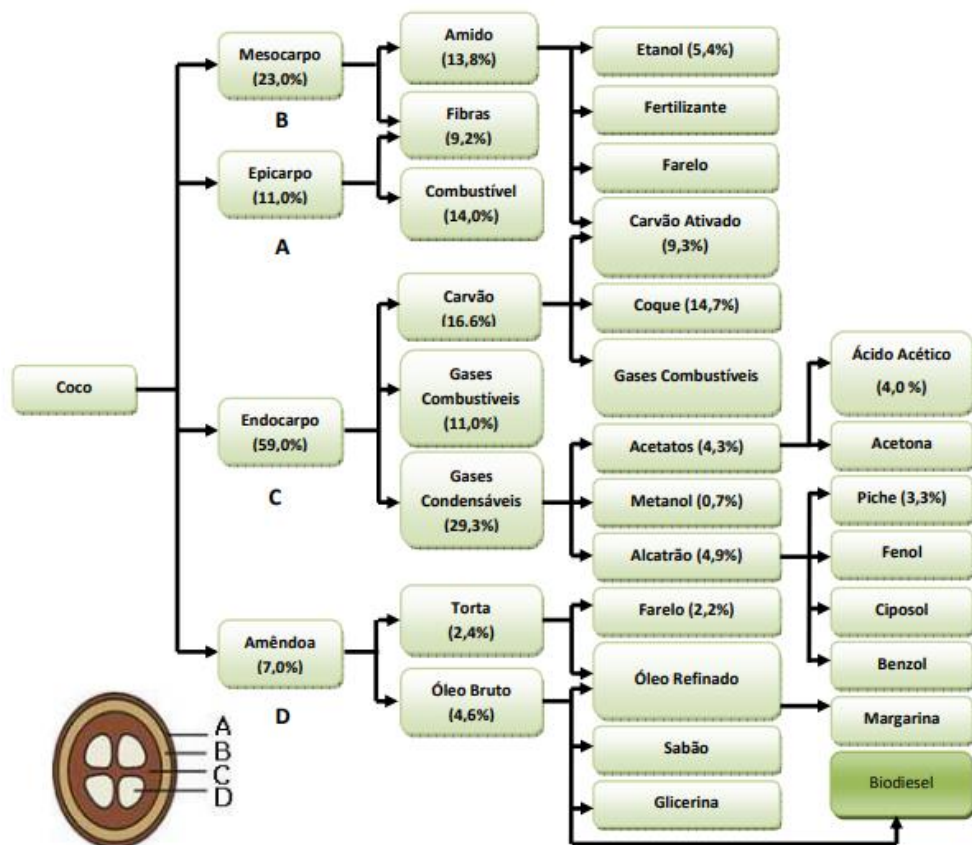 Coco
Mesocarpo
(23,0%)
B
Epicarpo
(11,0%)
A
Endocarpo
(59,0%)
C
Amêndoa
(7,0%)
D
Amido
(13,8%)
Fibras
(9,2%)
Combustível
(14,0%)
Carvão
(16.6%)
Gases
Combustíveis
(11,0%)
Gases
Condensáveis
(29,3%)
Torta
(2,4%)
Óleo Bruto
(4,6%)
Etanol (5,4%)
Fertilizante
Farelo
Carvão Ativado
(9,3%)
Coque (14,7%)
Gases Combustíveis
Acetatos (4,3%)
Metanol (0,7%)
Alcatrão (4,9%)
Farelo (2,2%)
Óleo Refinado
Sabão
Glicerina
Ácido Acético
(4,0 %)
Acetona
Piche (3,3%)
Fenol
Ciposol
Benzol
Margarina
Biodiesel
A
B
C
D